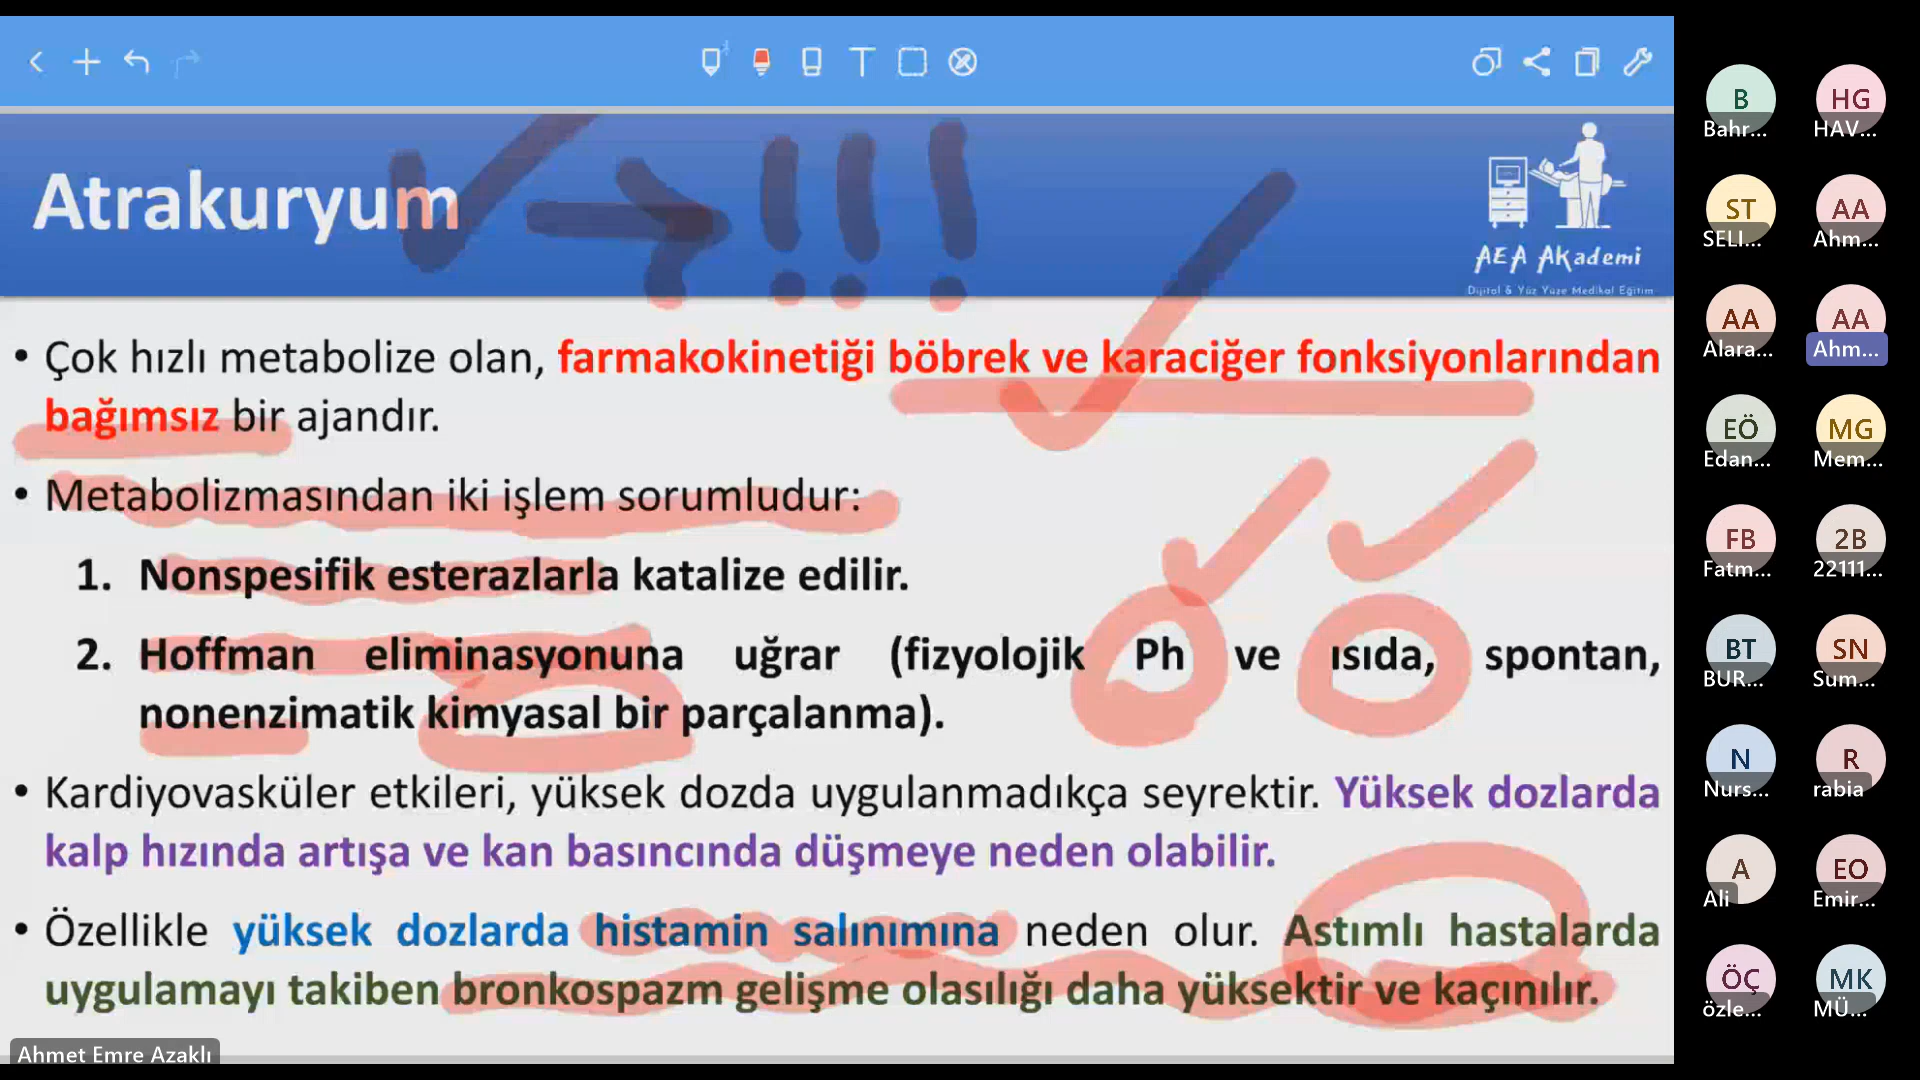 Atrakuryum
AEA AKademi
Dijital & Yüz Yüze Medikal Eğitim
• Çok hızlı metabolize olan, farmakokinetiği böbrek ve karaciğer fonksiyonlarından
bağımsız bir ajandır.
• Metabolizmasından iki işlem sorumludur:
1. Nonspesifik esterazlarla katalize edilir.
2. Hoffman eliminasyonuna uğrar (fizyolojik Ph ve ısıda, spontan,
nonenzimatik kimyasal bir parçalanma).
• Kardiyovasküler etkileri, yüksek dozda uygulanmadıkça seyrektir. Yüksek dozlarda
kalp hızında artışa ve kan basıncında düşmeye neden olabilir.
• Özellikle yüksek dozlarda histamin salınımına neden olur. Astımlı hastalarda
uygulamayı takiben bronkospazm gelişme olasılığı daha yüksektir ve kaçınılır.
Ahmet Emre Azaklı
B HG
Bahr... HAV...
ST AA
SELI... Ahm...
AA AA
Alara... Ahm...
EÖ MG
Edan... Mem...
FB 2B
Fatm... 22111...
BT SN
BUR... Sum...
N R
Nurs... rabia
A EO
Ali Emir...
ÖÇ MK
özle... MÜ...